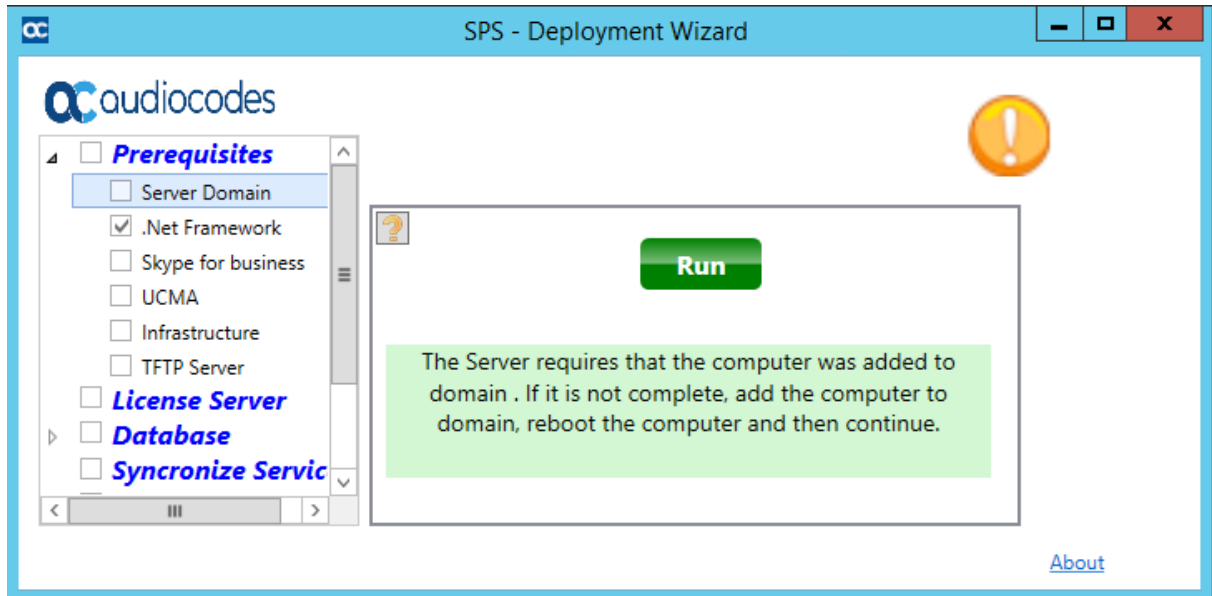 SPS - Deployment Wizard
audiocodes
Prerequisites
Server Domain
.Net Framework
Skype for business
UCMA
Infrastructure
TFTP Server
License Server
Database
Syncronize Servic
Run
The Server requires that the computer was added to
domain . If it is not complete, add the computer to
domain, reboot the computer and then continue.
About